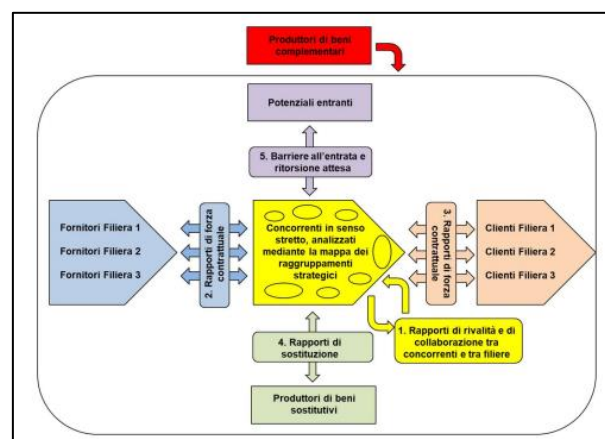 Produttori di beni
complementari
Potenziali entranti
5. Barriere all'entrata e
ritorsione attesa
Fornitori Filiera 1
Fornitori Filiera 2
Fornitori Filiera 3
2. Rapporti di forza
contrattuale
Concorrenti in senso
stretto, analizzati
mediante la mappa dei
raggruppamenti
strategici
3. Rapporti di forza
contrattuale
Clienti Filiera 1
Clienti Filiera 2
Clienti Filiera 3
1. Rapporti di rivalità e di
collaborazione tra
concorrenti e tra filiere
4. Rapporti di
sostituzione
Produttori di beni
sostitutivi